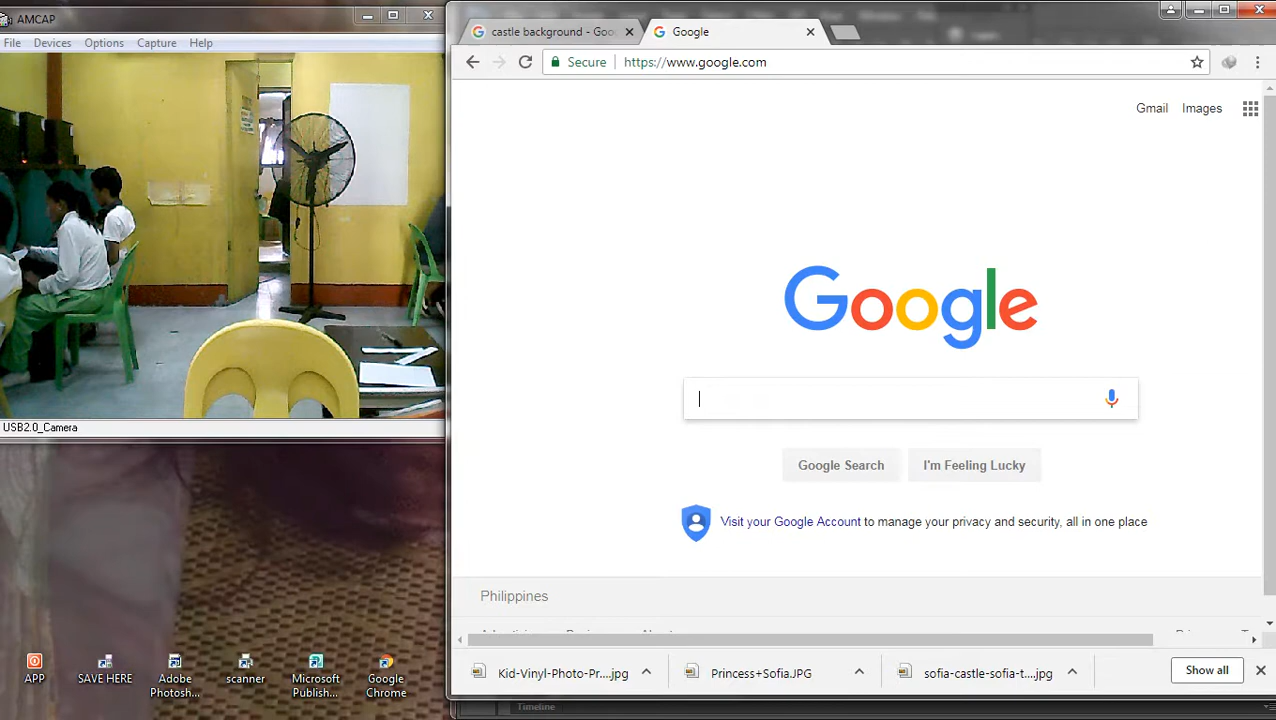 AMCAP
File Devices Options Capture Help
USB2.0_Camera
castle background - Goo
Google
Secure https://www.google.com
Gmail Images
Google
Google Search I'm Feeling Lucky
Visit your Google Account to manage your privacy and security, all in one place
Philippines
Kid-Vinyl-Photo-Pr....jpg Princess+Sofia.JPG sofia-castle-sofia-t....jpg Show all
Timeline
APP SAVE HERE Adobe Photosh... scanner Microsoft Publish... Google Chrome